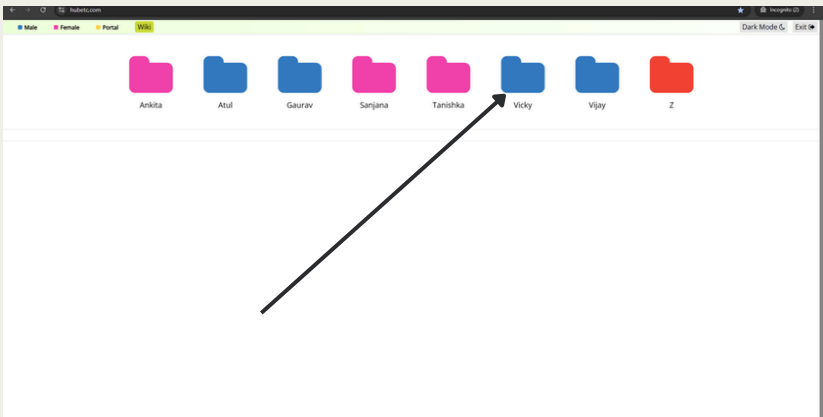 hubetc.com
Incognito (2)
Male Female Portal Wiki Dark Mode Exit
Ankita Atul Gaurav Sanjana Tanishka Vicky Vijay Z